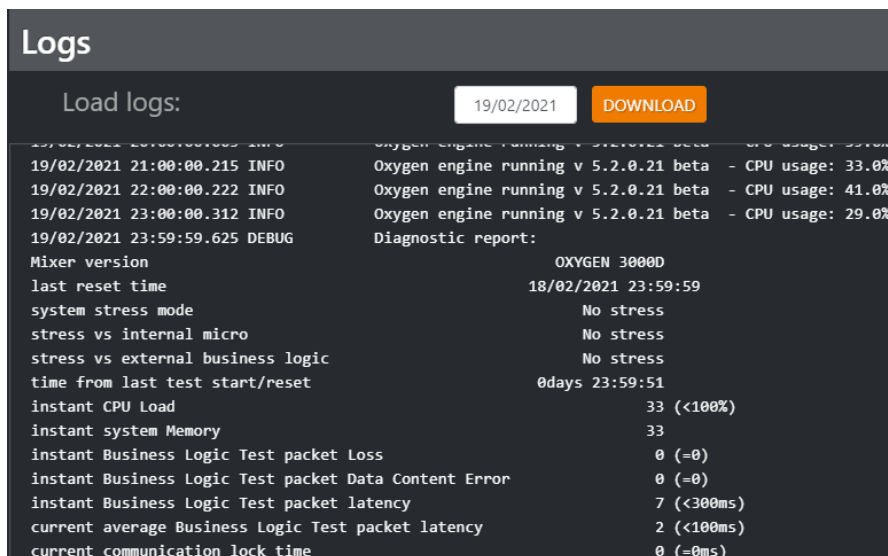 Logs
Load logs:
19/02/2021
DOWNLOAD
19/02/2021 21:00:00.215 INFO Oxygen engine running v 5.2.0.21 beta - CPU usage: 33.0%
19/02/2021 22:00:00.222 INFO Oxygen engine running v 5.2.0.21 beta - CPU usage: 41.0%
19/02/2021 23:00:00.312 INFO Oxygen engine running v 5.2.0.21 beta - CPU usage: 29.0%
19/02/2021 23:59:59.625 DEBUG Diagnostic report:
Mixer version OXYGEN 3000D
last reset time 18/02/2021 23:59:59
system stress mode No stress
stress vs internal micro No stress
stress vs external business logic No stress
time from last test start/reset 0days 23:59:51
instant CPU Load 33 (<100%)
instant system Memory 33
instant Business Logic Test packet Loss 0 (=0)
instant Business Logic Test packet Data Content Error 0 (=0)
instant Business Logic Test packet latency 7 (<300ms)
current average Business Logic Test packet latency 2 (<100ms)
current communication lock time 0 (=0ms)